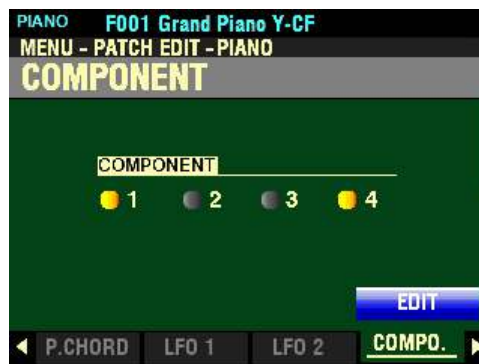 PIANO F001 Grand Piano Y-CF
MENU - PATCH EDIT - PIANO
COMPONENT
COMPONENT
1 2 3 4
EDIT
P.CHORD LFO 1 LFO 2 COMPO.